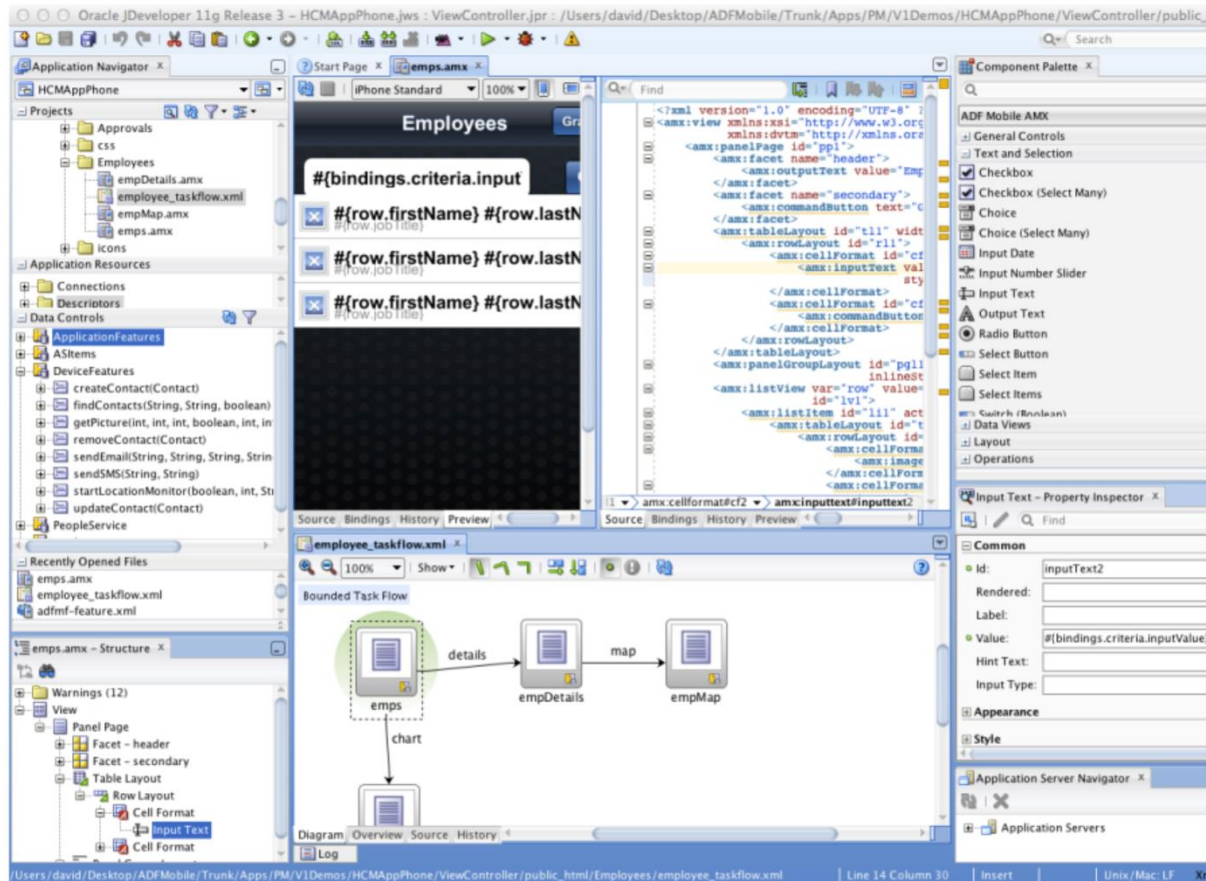 Oracle JDeveloper 11g Release 3 – HCMAppPhone.jws : ViewController.jpr : /Users/david/Desktop/ADFMobile/Trunk/Apps/PM/V1Demos/HCMAppPhone/ViewController/public_
Search
Application Navigator
HCMAppPhone
Projects
Approvals
css
Employees
empDetails.amx
employee_taskflow.xml
empMap.amx
emps.amx
icons
Application Resources
Connections
Descriptors
Data Controls
ApplicationFeatures
ASItems
DeviceFeatures
createContact(Contact)
findContacts(String, String, boolean)
getPicture(int, int, int, boolean, int, in
removeContact(Contact)
sendEmail(String, String, String, Strin
sendSMS(String, String)
startLocationMonitor(boolean, int, St
updateContact(Contact)
PeopleService
Recently Opened Files
emps.amx
employee_taskflow.xml
adfmf-feature.xml
emps.amx – Structure
Warnings (12)
View
Panel Page
Facet – header
Facet – secondary
Table Layout
Row Layout
Cell Format
Input Text
Cell Format
Start Page
emps.amx
iPhone Standard
100%
Employees
Gra
#{bindings.criteria.input
#{row.firstName} #{row.lastN
#{row.jobTitle}
#{row.firstName} #{row.lastN
#{row.jobTitle}
#{row.firstName} #{row.lastN
#{row.jobTitle}
Source Bindings History Preview
Find
<?xml version="1.0" encoding="UTF-8" ?
<amx:view xmlns:xsi="http://www.w3.org
xmlns:dvtm="http://xmlns.ora
<amx:panelPage id="pp1">
<amx:facet name="header">
<amx:outputText value="Emp
</amx:facet>
<amx:facet name="secondary">
<amx:commandButton text="G
</amx:facet>
<amx:tableLayout id="tl1" widt
<amx:rowLayout id="rl1">
<amx:cellFormat id="cf
<amx:inputText val
sty
</amx:cellFormat>
<amx:cellFormat id="cf
<amx:commandButton
</amx:cellFormat>
</amx:rowLayout>
</amx:tableLayout>
<amx:panelGroupLayout id="pgl1
inlineSt
<amx:listView var="row" value=
id="lv1">
<amx:listItem id="li1" act
<amx:tableLayout id="t
<amx:rowLayout id=
<amx:cellForma
<amx:image
</amx:cellForm
<amx:cellForma
amx:cellformat#cf2 amx:inputtext#inputtext2
Source Bindings History Preview
employee_taskflow.xml
100%
Show
Bounded Task Flow
emps
details
empDetails
map
empMap
chart
Diagram Overview Source History
Log
Component Palette
ADF Mobile AMX
General Controls
Text and Selection
Checkbox
Checkbox (Select Many)
Choice
Choice (Select Many)
Input Date
Input Number Slider
Input Text
Output Text
Radio Button
Select Button
Select Item
Select Items
Switch (Boolean)
Data Views
Layout
Operations
Input Text – Property Inspector
Find
Common
Id: inputText2
Rendered:
Label:
Value: #{bindings.criteria.inputValue}
Hint Text:
Input Type:
Appearance
Style
Application Server Navigator
Application Servers
/Users/david/Desktop/ADFMobile/Trunk/Apps/PM/V1Demos/HCMAppPhone/ViewController/public_html/Employees/employee_taskflow.xml
Line 14 Column 30
Insert
Unix/Mac: LF